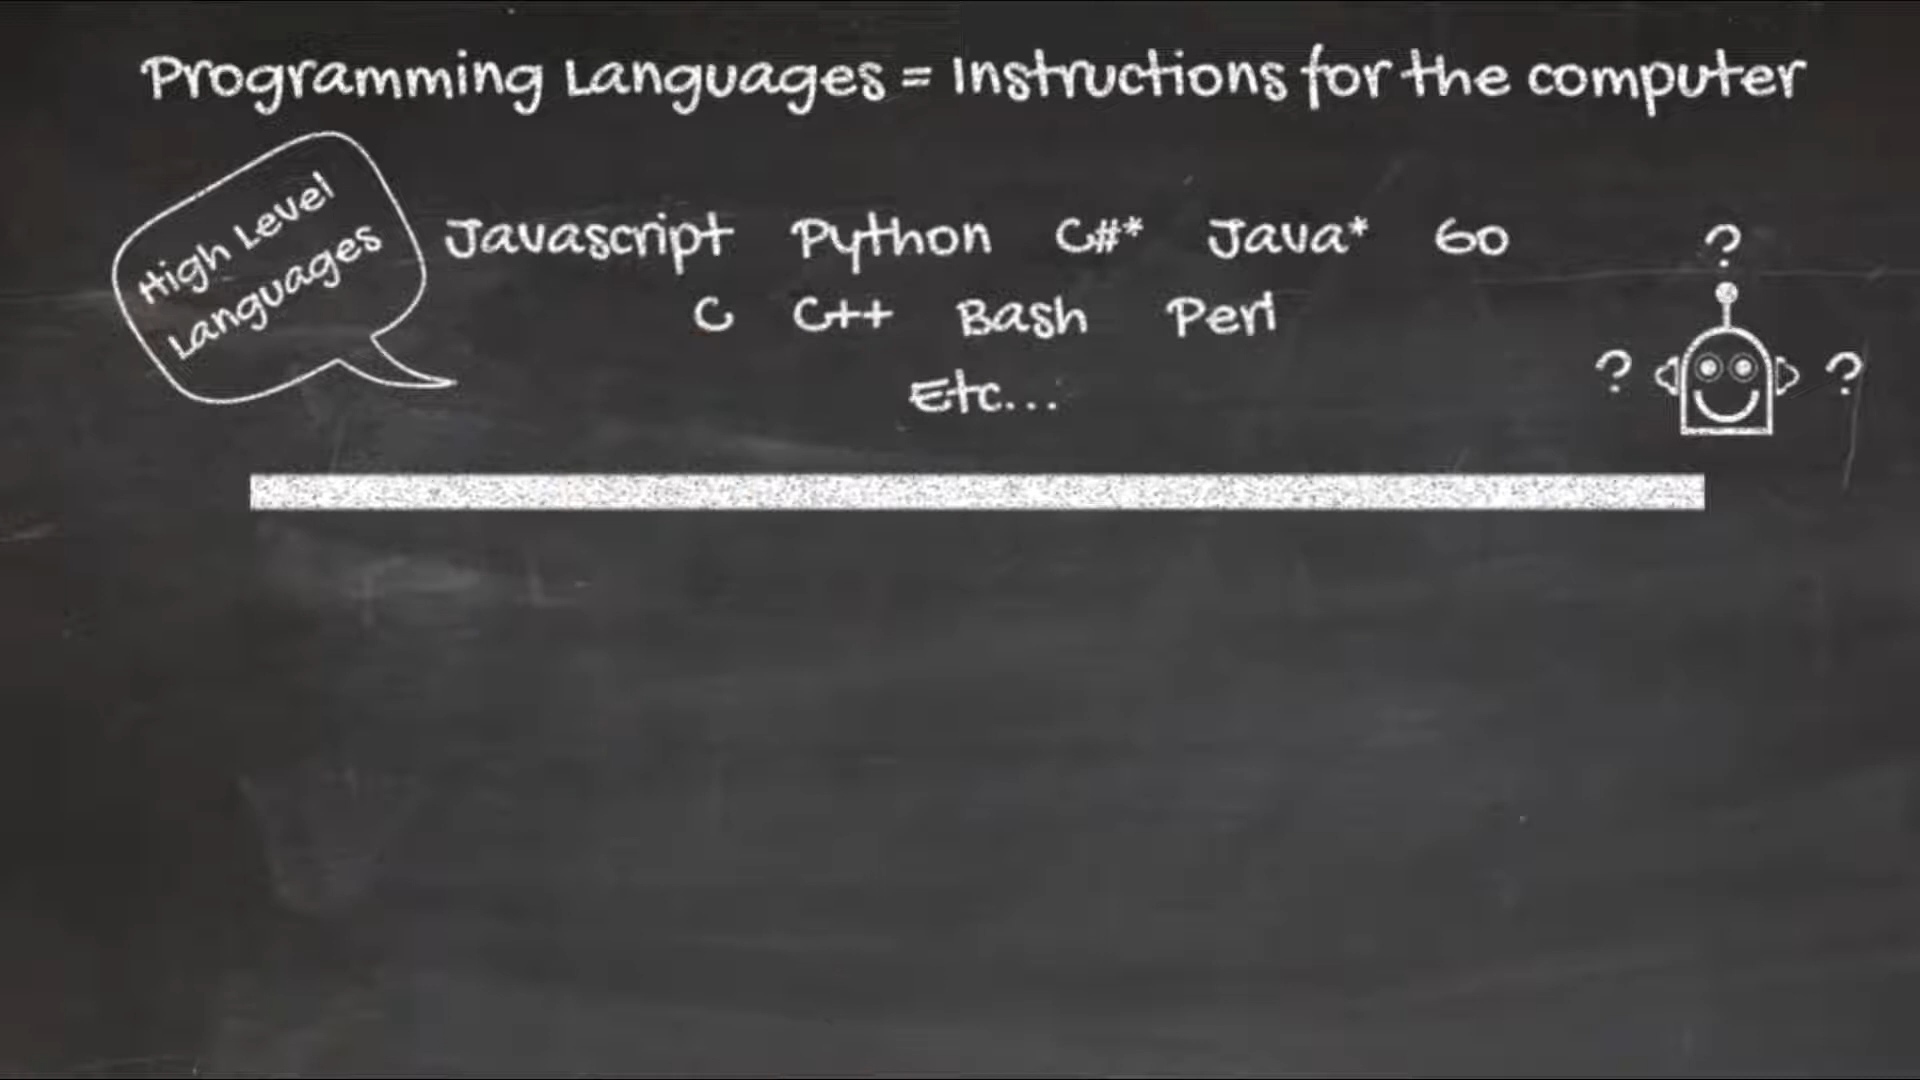 Programming Languages = Instructions for the computer
High Level
Languages
Javascript Python C#* Java* Go
C C++ Bash Perl
Etc...
? 
? ?